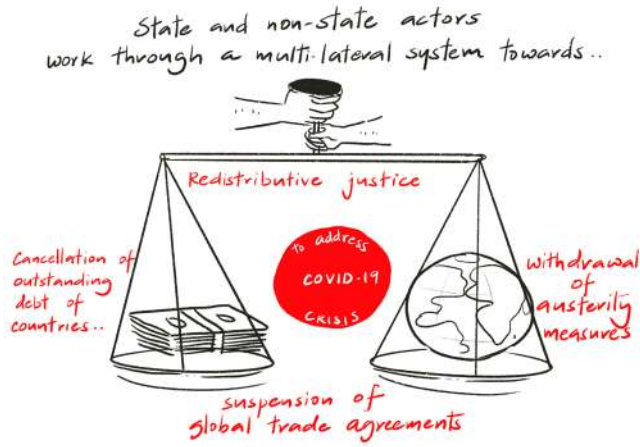 State and non-state actors
work through a multi-lateral system towards..
Redistributive justice
Cancellation of
outstanding
debt of
countries..
to address
COVID-19
CRISIS
withdrawal
of
austerity
measures
suspension of
global trade agreements